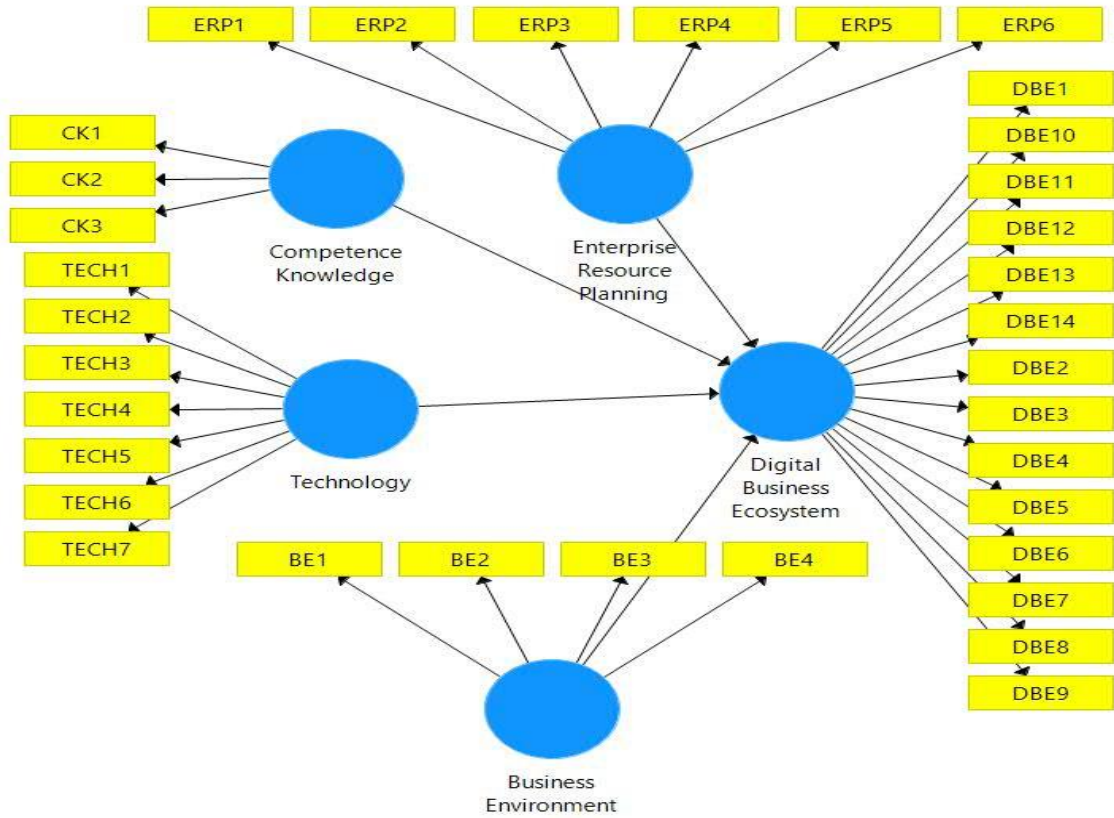 ERP1
ERP2
ERP3
ERP4
ERP5
ERP6
DBE1
DBE10
DBE11
DBE12
DBE13
DBE14
DBE2
DBE3
DBE4
DBE5
DBE6
DBE7
DBE8
DBE9
CK1
CK2
CK3
Competence
Knowledge
Enterprise
Resource
Planning
TECH1
TECH2
TECH3
TECH4
TECH5
TECH6
TECH7
Technology
Digital
Business
Ecosystem
BE1
BE2
BE3
BE4
Business
Environment